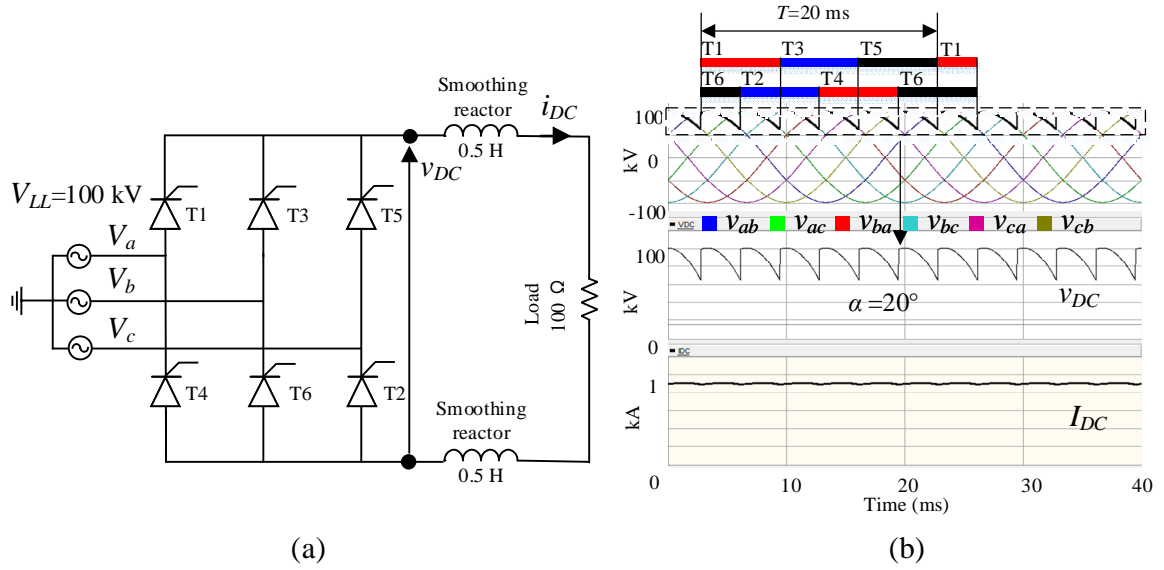 V_LL=100 kV
V_a
V_b
V_c
T1
T3
T5
T4
T6
T2
v_DC
Smoothing
reactor
0.5 H
i_DC
Load
100 Ω
Smoothing
reactor
0.5 H
(a)
T=20 ms
T1 T3 T5 T1
T6 T2 T4 T6
100
0
-100
kV
VDC
v_ab v_ac v_ba v_bc v_ca v_cb
100
kV
0
α =20°
v_DC
IDC
1
kA
0
I_DC
0 10 20 30 40
Time (ms)
(b)